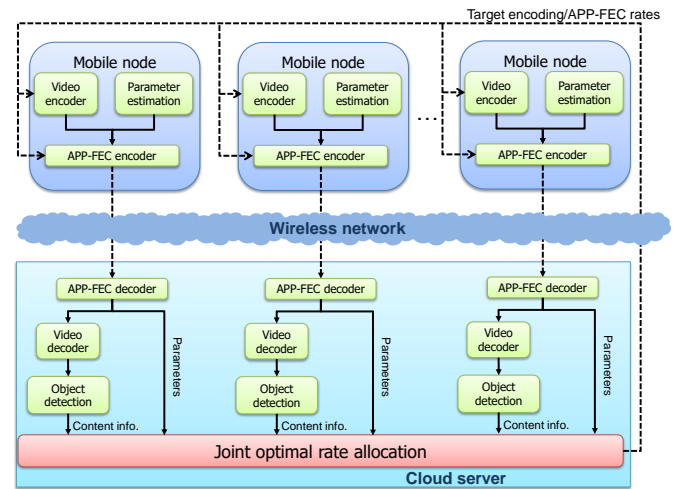 Target encoding/APP-FEC rates
Mobile node
Mobile node
Mobile node
Video encoder
Parameter estimation
Video encoder
Parameter estimation
Video encoder
Parameter estimation
...
APP-FEC encoder
APP-FEC encoder
APP-FEC encoder
Wireless network
APP-FEC decoder
APP-FEC decoder
APP-FEC decoder
Video decoder
Parameters
Video decoder
Parameters
Video decoder
Parameters
Object detection
Object detection
Object detection
Content info.
Content info.
Content info.
Joint optimal rate allocation
Cloud server